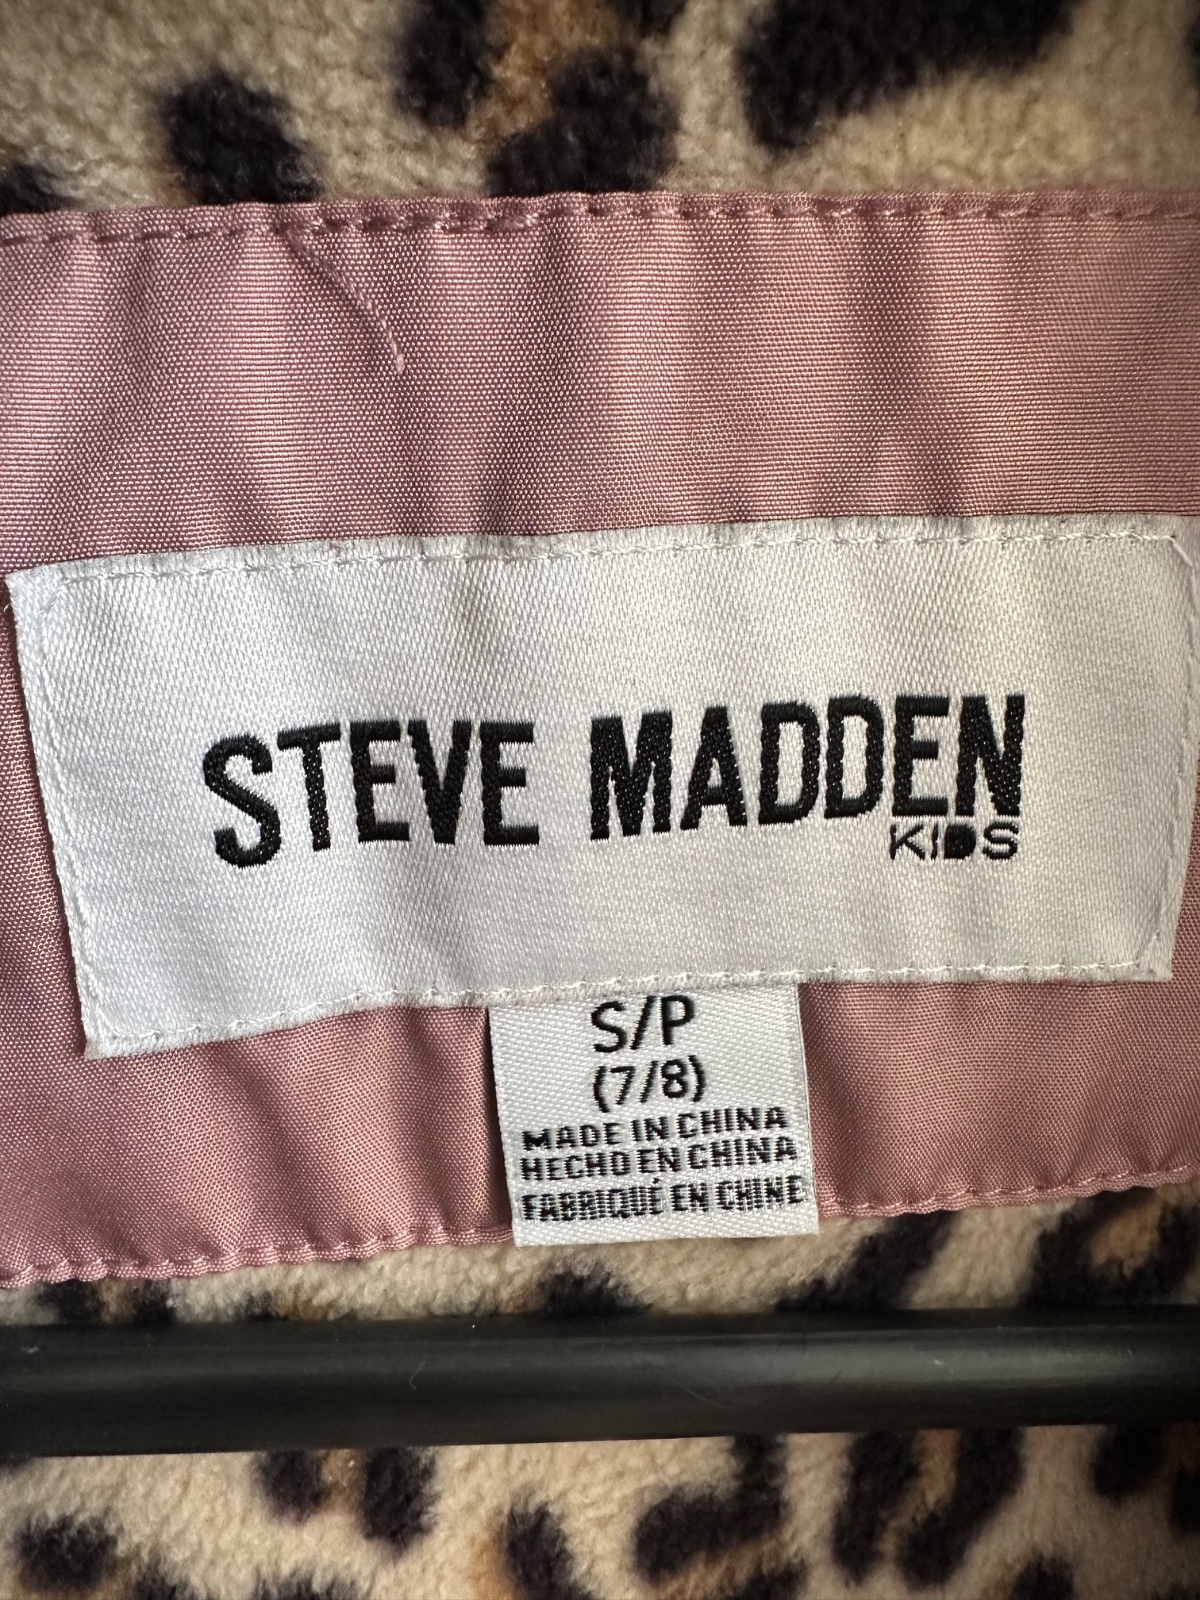 STEVE MADDEN
KIDS
S/P
(7/8)
MADE IN CHINA
HECHO EN CHINA
FABRIQUÉ EN CHINE